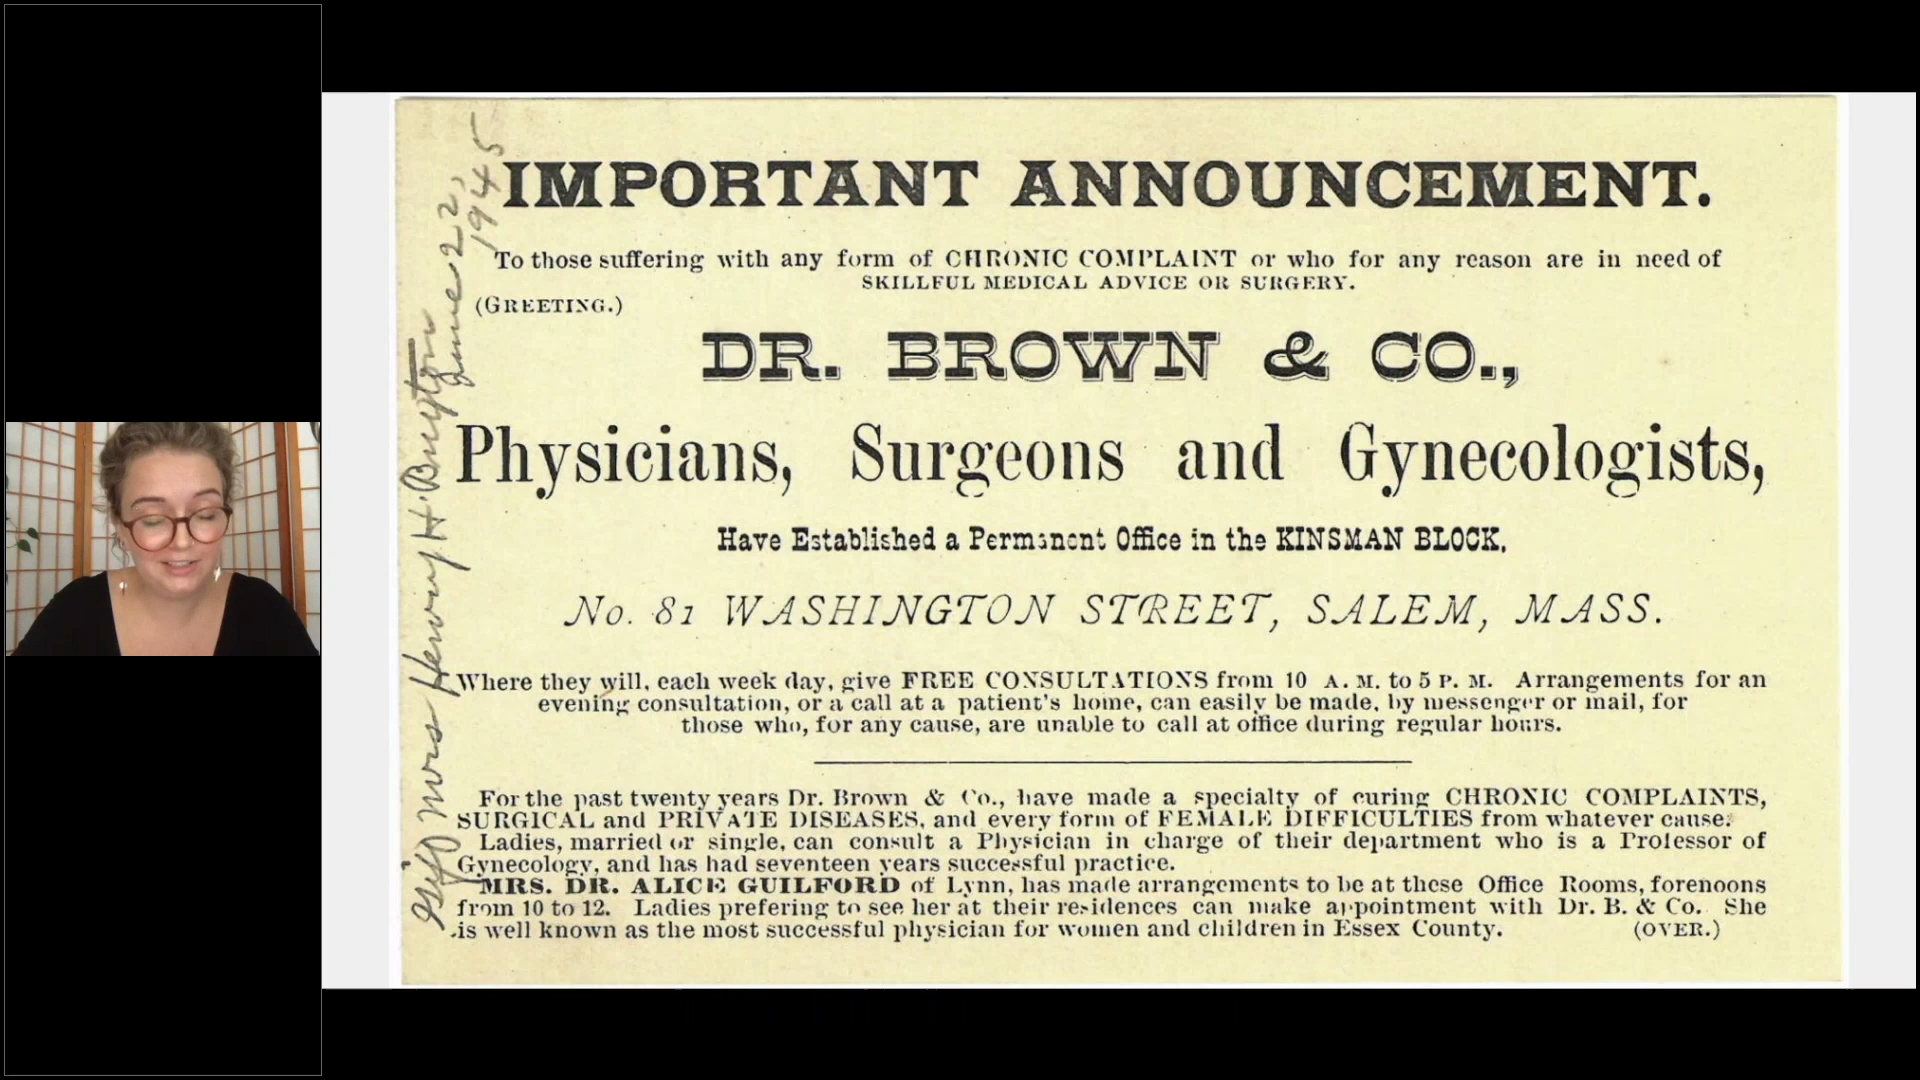 IMPORTANT ANNOUNCEMENT.
To those suffering with any form of CHRONIC COMPLAINT or who for any reason are in need of
SKILLFUL MEDICAL ADVICE OR SURGERY.
(GREETING.)
DR. BROWN & CO.,
Physicians, Surgeons and Gynecologists,
Have Established a Permanent Office in the KINSMAN BLOCK,
No. 81 WASHINGTON STREET, SALEM, MASS.
Where they will, each week day, give FREE CONSULTATIONS from 10 A. M. to 5 P. M. Arrangements for an
evening consultation, or a call at a patient's home, can easily be made, by messenger or mail, for
those who, for any cause, are unable to call at office during regular hours.
For the past twenty years Dr. Brown & Co., have made a specialty of curing CHRONIC COMPLAINTS,
SURGICAL and PRIVATE DISEASES, and every form of FEMALE DIFFICULTIES from whatever cause.
Ladies, married or single, can consult a Physician in charge of their department who is a Professor of
Gynecology, and has had seventeen years successful practice.
MRS. DR. ALICE GUILFORD of Lynn, has made arrangements to be at these Office Rooms, forenoons
from 10 to 12. Ladies prefering to see her at their residences can make appointment with Dr. B. & Co. She
is well known as the most successful physician for women and children in Essex County.
(OVER.)
Gift Mrs Henry H.
June 22,
1945